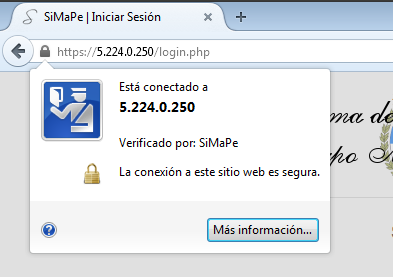 SiMaPe | Iniciar Sesión
https://5.224.0.250/login.php
Está conectado a
5.224.0.250
Verificado por: SiMaPe
La conexión a este sitio web es segura.
Más información...